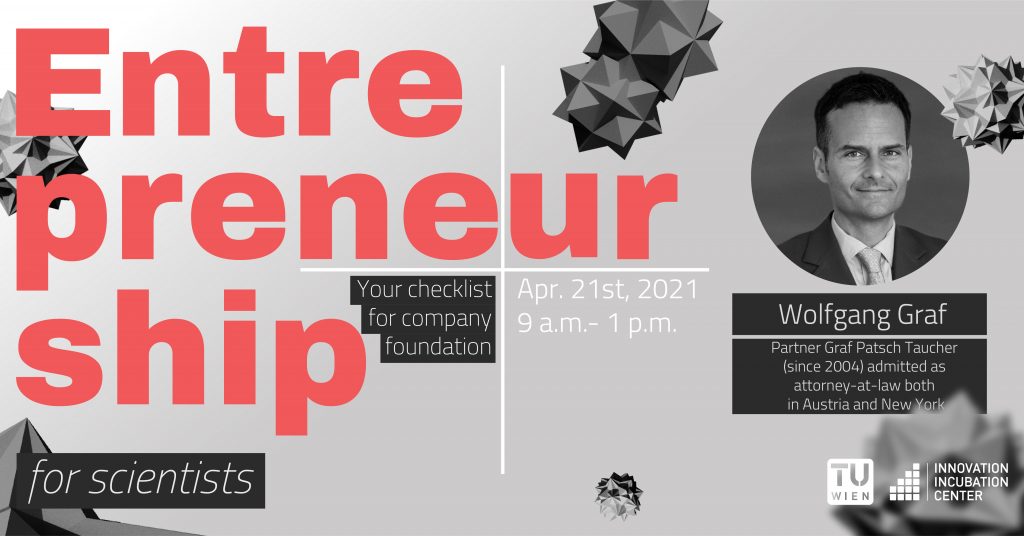 Entre
preneur
ship
for scientists
Your checklist
for company
foundation
Apr. 21st, 2021
9 a.m.- 1 p.m.
Wolfgang Graf
Partner Graf Patsch Taucher
(since 2004) admitted as
attorney-at-law both
in Austria and New York
TU
WIEN
INNOVATION
INCUBATION
CENTER